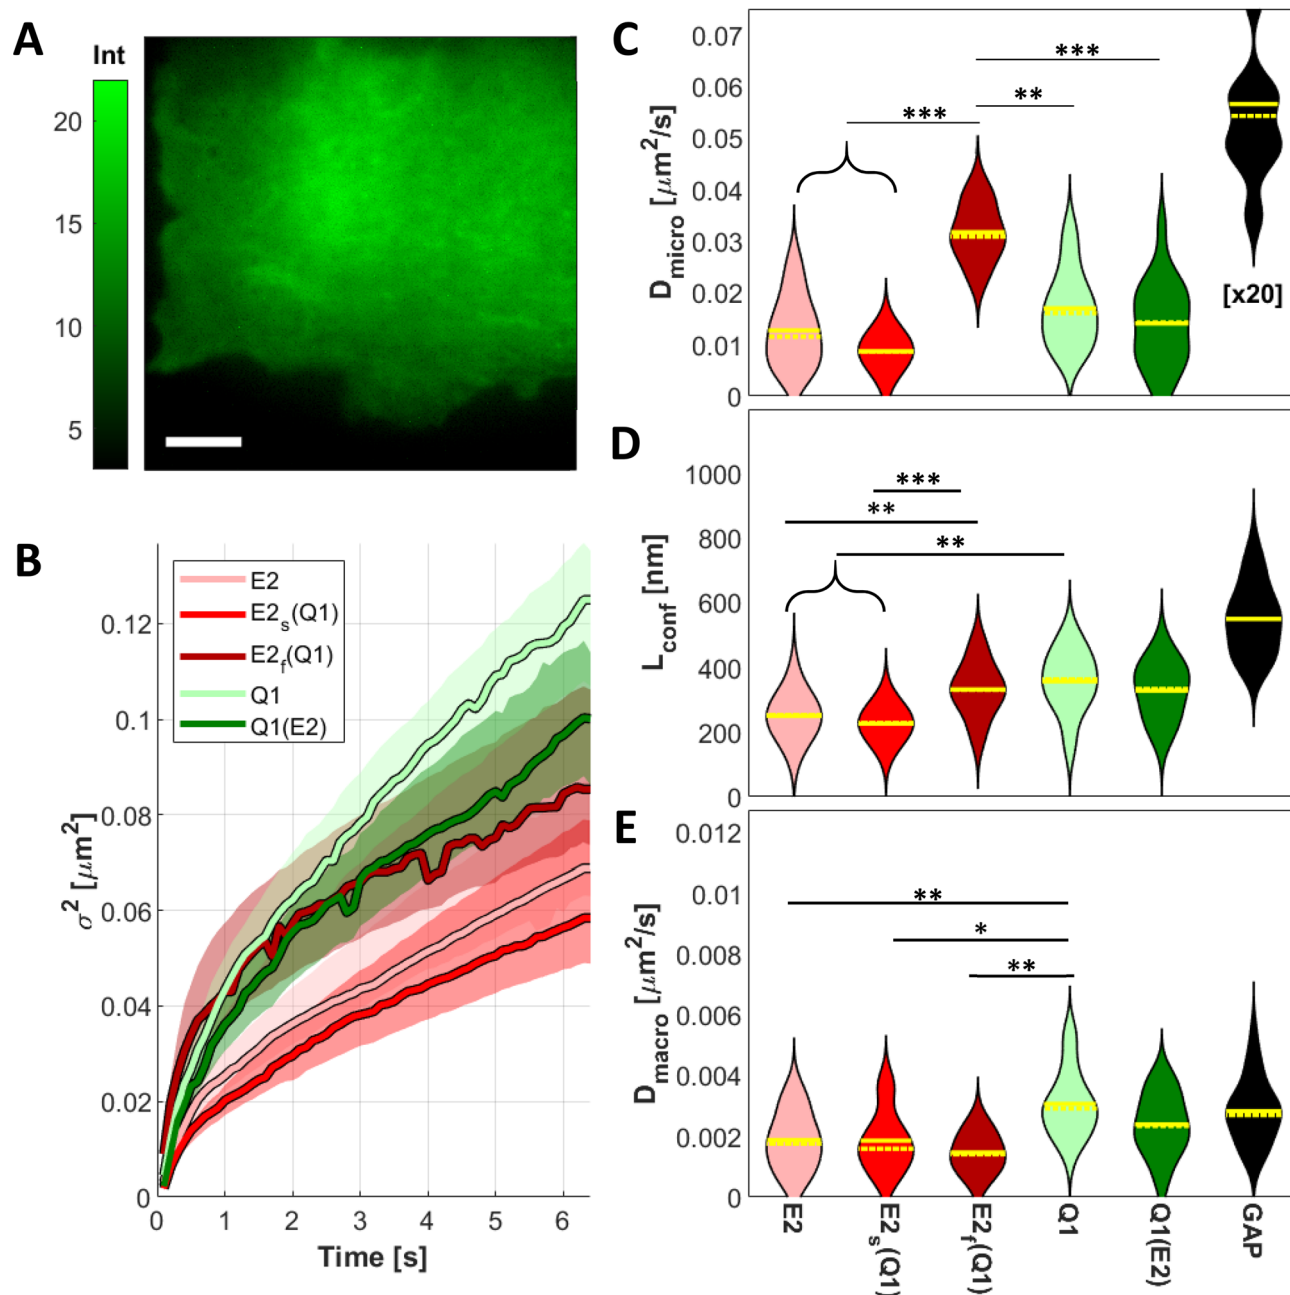 A
Int
20
15
10
5
B
E2
E2s(Q1)
E2f(Q1)
Q1
Q1(E2)
σ² [μm²]
0.12
0.1
0.08
0.06
0.04
0.02
0
0
1
2
3
4
5
6
Time [s]
C
Dmicro [μm²/s]
0.07
0.06
0.05
0.04
0.03
0.02
0.01
0
***
**
***
[x20]
D
Lconf [nm]
1000
800
600
400
200
0
***
**
**
E
Dmacro [μm²/s]
0.012
0.01
0.008
0.006
0.004
0.002
0
**
*
**
E2
E2s(Q1)
E2f(Q1)
Q1
Q1(E2)
GAP